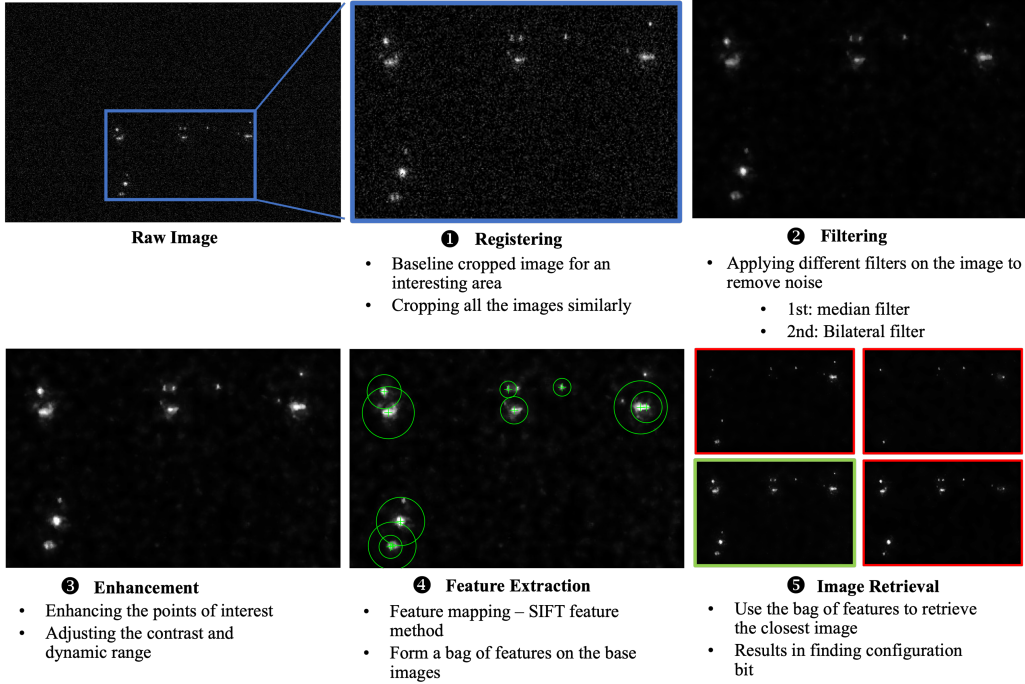 Raw Image
❶ Registering
• Baseline cropped image for an
interesting area
• Cropping all the images similarly
❷ Filtering
• Applying different filters on the image to
remove noise
• 1st: median filter
• 2nd: Bilateral filter
❸ Enhancement
• Enhancing the points of interest
• Adjusting the contrast and
dynamic range
❹ Feature Extraction
• Feature mapping – SIFT feature
method
• Form a bag of features on the base
images
❺ Image Retrieval
• Use the bag of features to retrieve
the closest image
• Results in finding configuration
bit